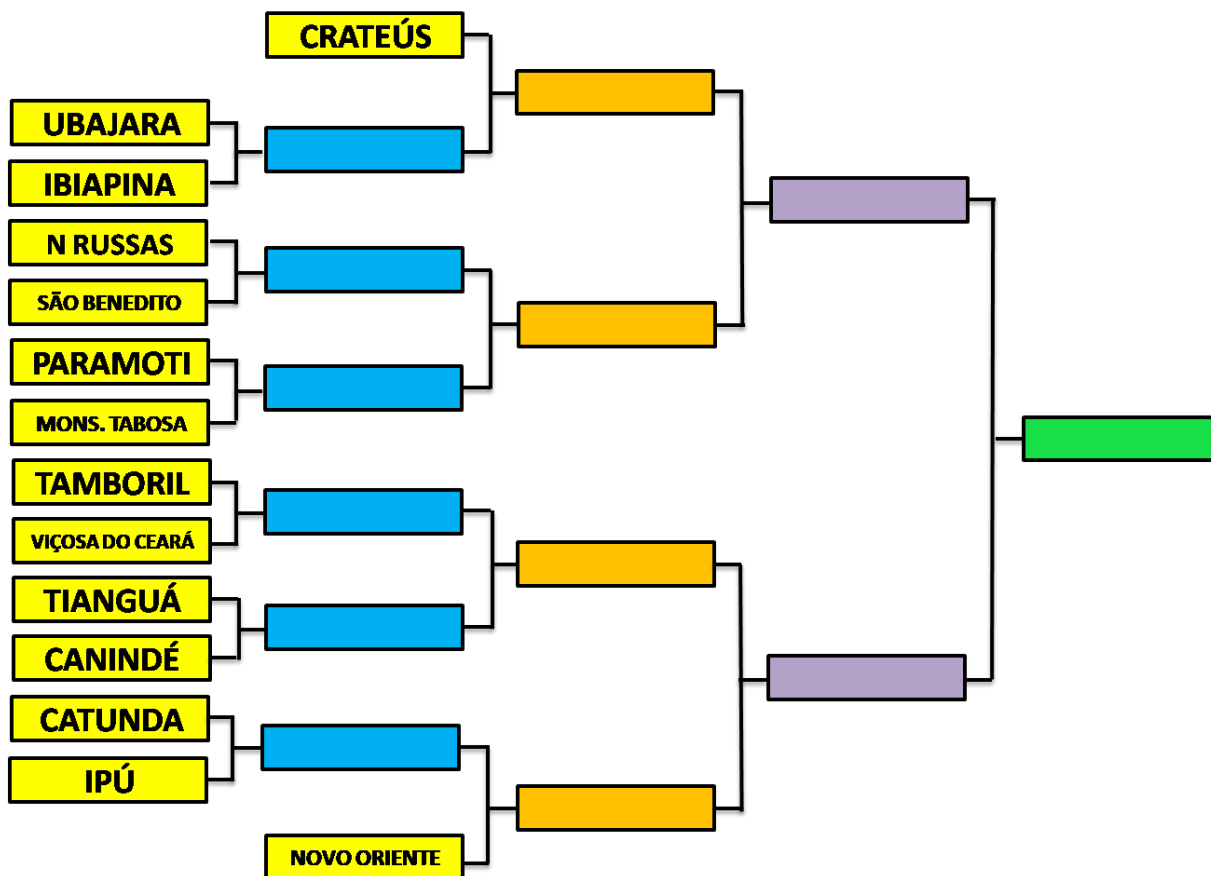 CRATEÚS
UBAJARA
IBIAPINA
N RUSSAS
SÃO BENEDITO
PARAMOTI
MONS. TABOSA
TAMBORIL
VIÇOSA DO CEARÁ
TIANGUÁ
CANINDÉ
CATUNDA
IPÚ
NOVO ORIENTE